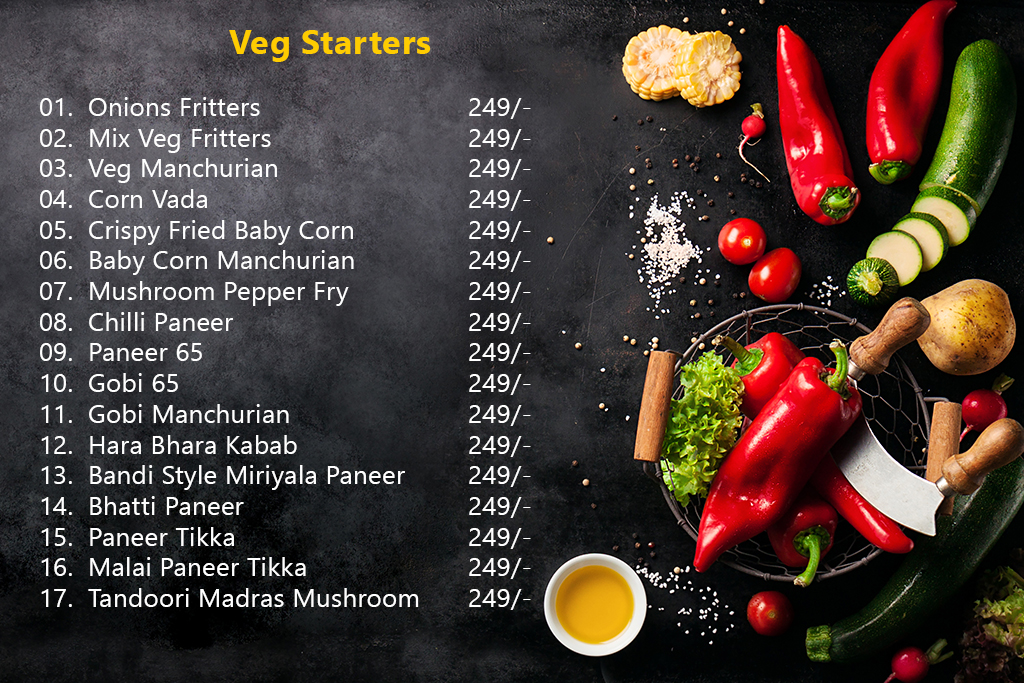 Veg Starters
01. Onions Fritters 249/-
02. Mix Veg Fritters 249/-
03. Veg Manchurian 249/-
04. Corn Vada 249/-
05. Crispy Fried Baby Corn 249/-
06. Baby Corn Manchurian 249/-
07. Mushroom Pepper Fry 249/-
08. Chilli Paneer 249/-
09. Paneer 65 249/-
10. Gobi 65 249/-
11. Gobi Manchurian 249/-
12. Hara Bhara Kabab 249/-
13. Bandi Style Miriyala Paneer 249/-
14. Bhatti Paneer 249/-
15. Paneer Tikka 249/-
16. Malai Paneer Tikka 249/-
17. Tandoori Madras Mushroom 249/-